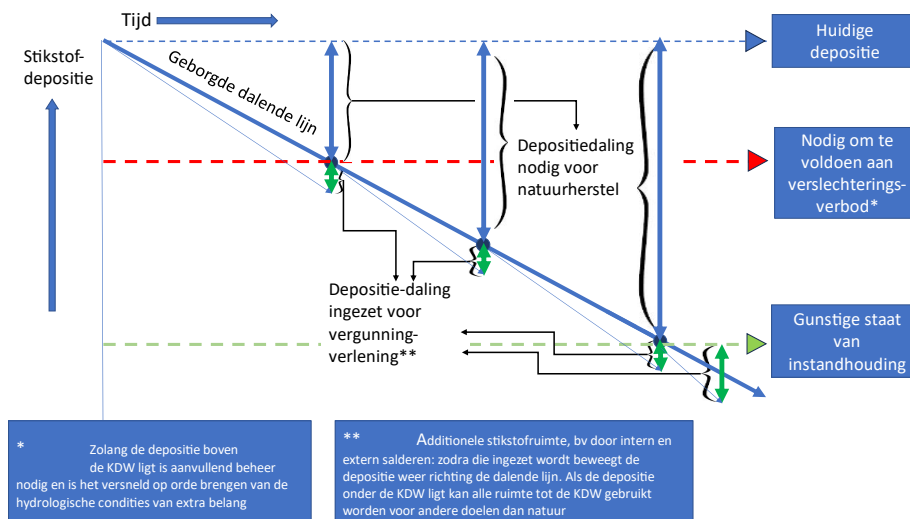 Tijd
Huidige
depositie
Stikstof-
depositie
Geborgde dalende lijn
Depositiedaling
nodig voor
natuurherstel
Nodig om te
voldoen aan
verslechterings-
verbod*
Depositie-daling
ingezet voor
vergunning-
verlening**
Gunstige staat
van
instandhouding
* Zolang de depositie boven
de KDW ligt is aanvullend beheer
nodig en is het versneld op orde brengen van de
hydrologische condities van extra belang
** Additionele stikstofruimte, bv door intern en
extern salderen: zodra die ingezet wordt beweegt de
depositie weer richting de dalende lijn. Als de depositie
onder de KDW ligt kan alle ruimte tot de KDW gebruikt
worden voor andere doelen dan natuur